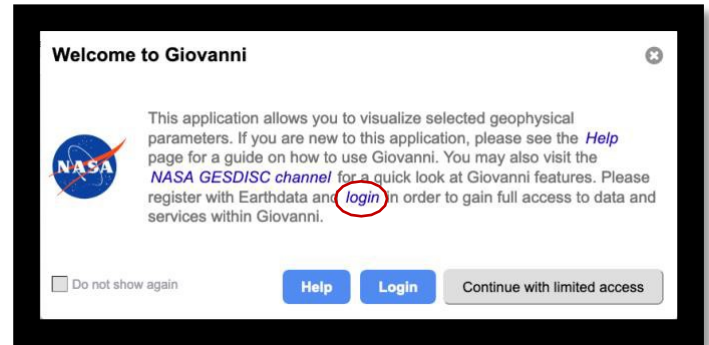 Welcome to Giovanni
This application allows you to visualize selected geophysical
parameters. If you are new to this application, please see the Help
page for a guide on how to use Giovanni. You may also visit the
NASA GESDISC channel for a quick look at Giovanni features. Please
register with Earthdata and login in order to gain full access to data and
services within Giovanni.
NASA
Do not show again
Help
Login
Continue with limited access